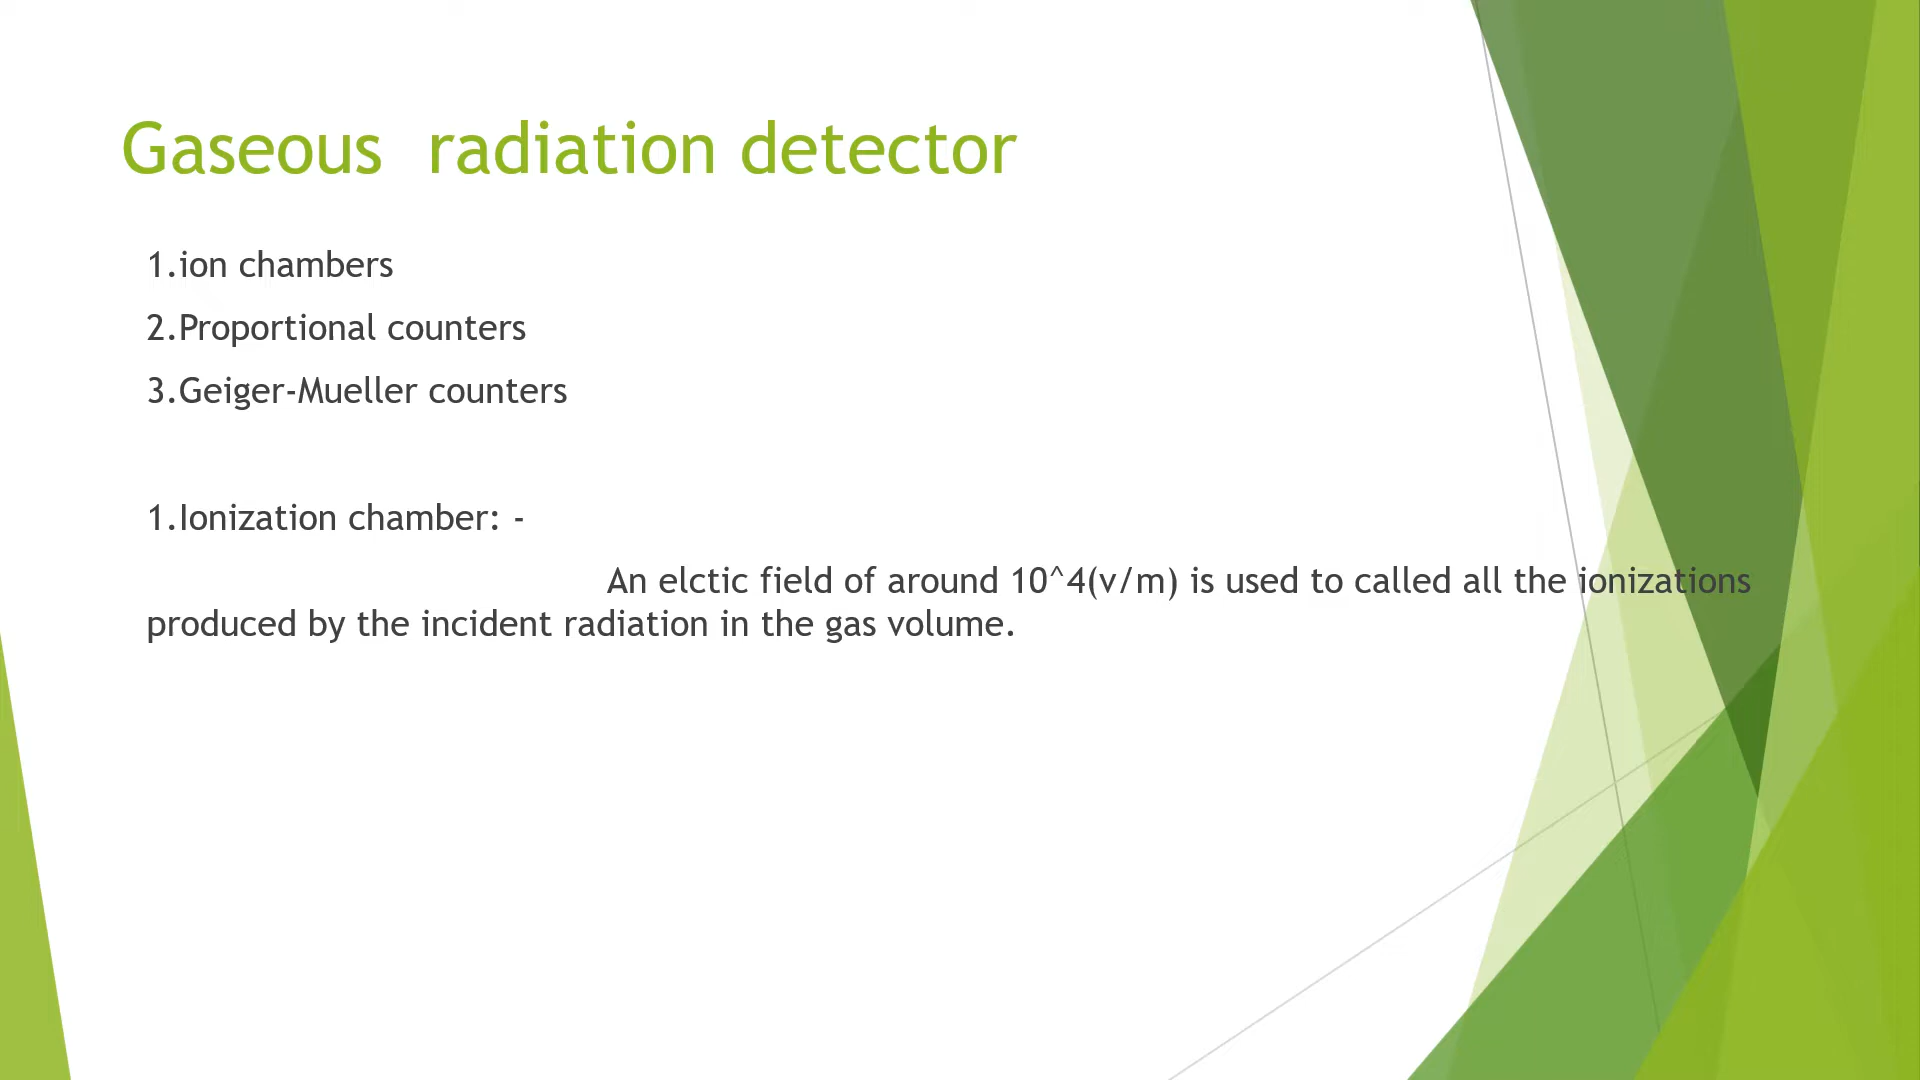 Gaseous  radiation detector
1.ion chambers
2.Proportional counters
3.Geiger-Mueller counters
1.Ionization chamber: -
An elctic field of around 10^4(v/m) is used to called all the ionizations
produced by the incident radiation in the gas volume.